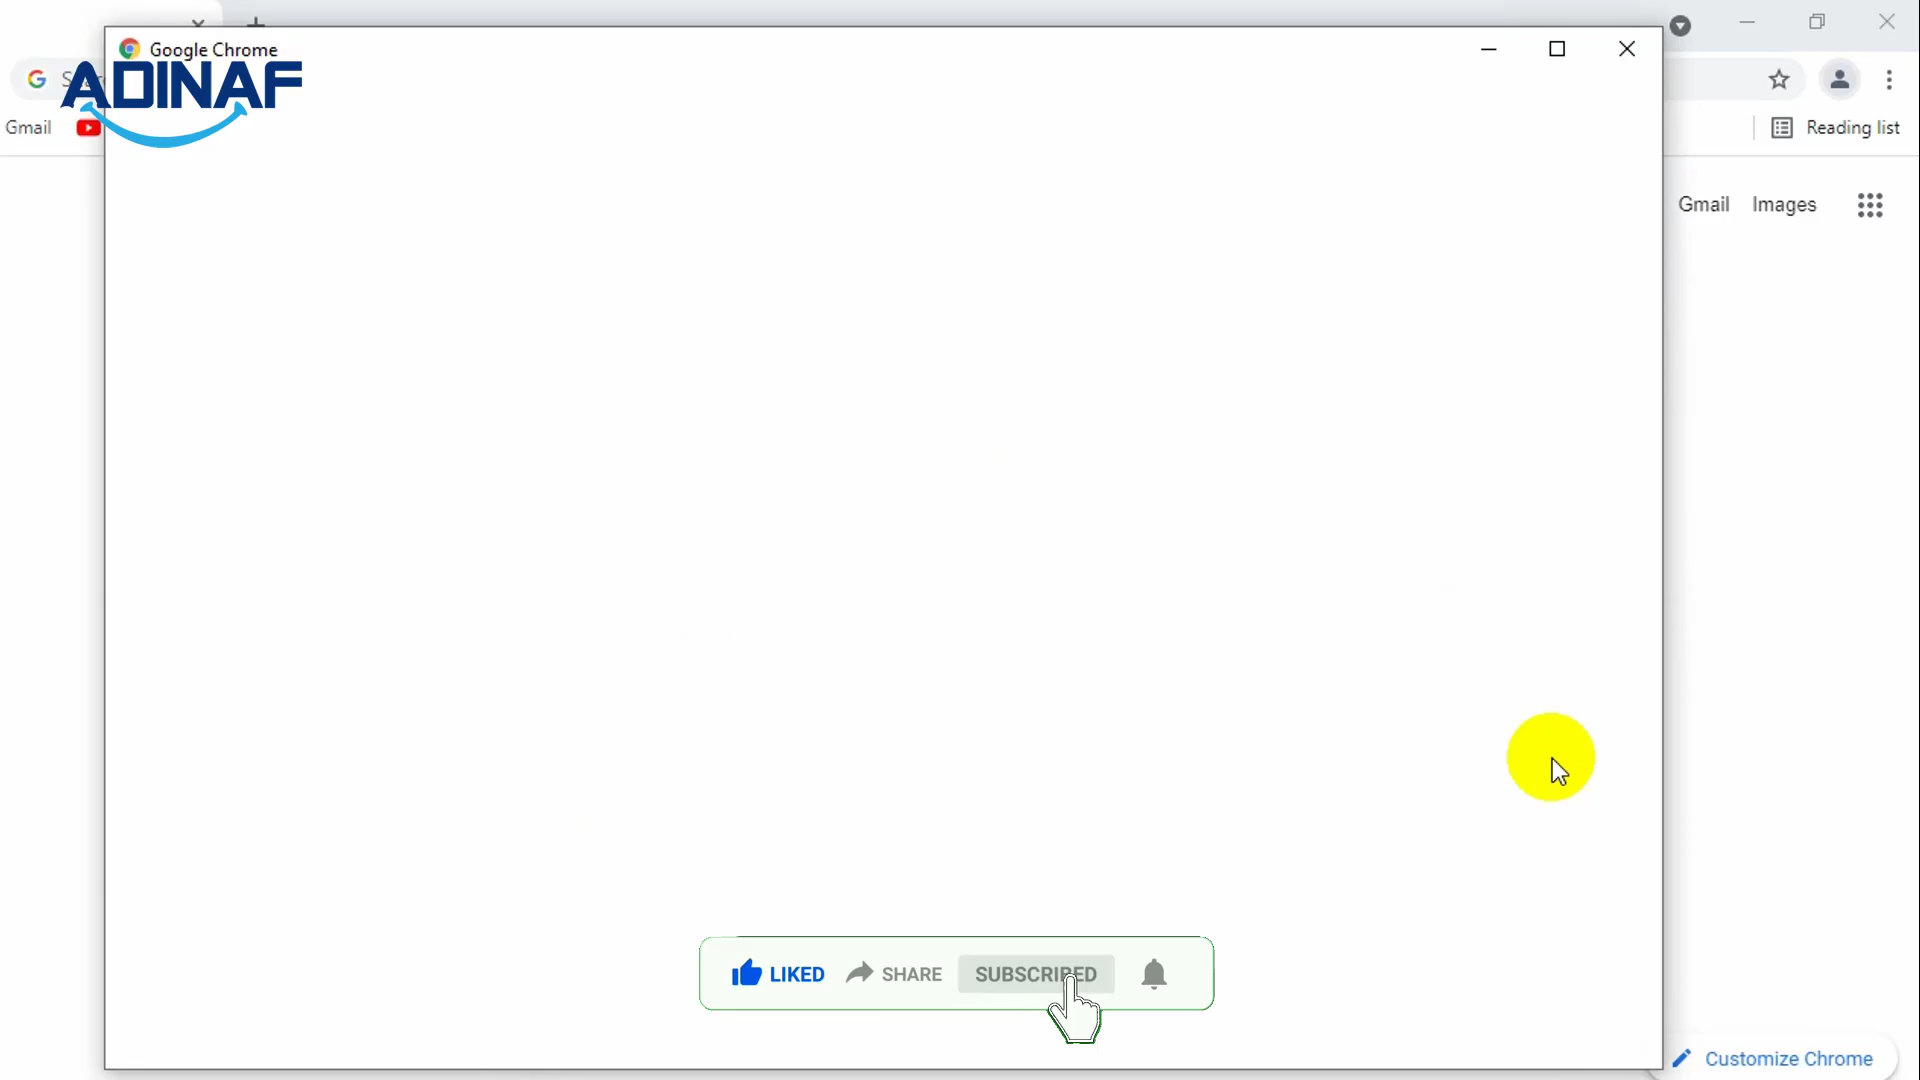 Google Chrome
ADINAF
Gmail
Reading list
Gmail Images
LIKED SHARE SUBSCRIBED
Customize Chrome